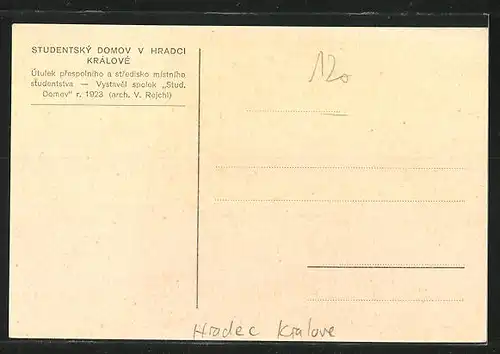 STUDENTSKÝ DOMOV V HRADCI
KRÁLOVÉ
Útulek přespolního a středisko místního
studentstva — Vystavěl spolek „Stud.
Domov" r. 1923 (arch. V. Rejchl)
120
Hradec Kralove